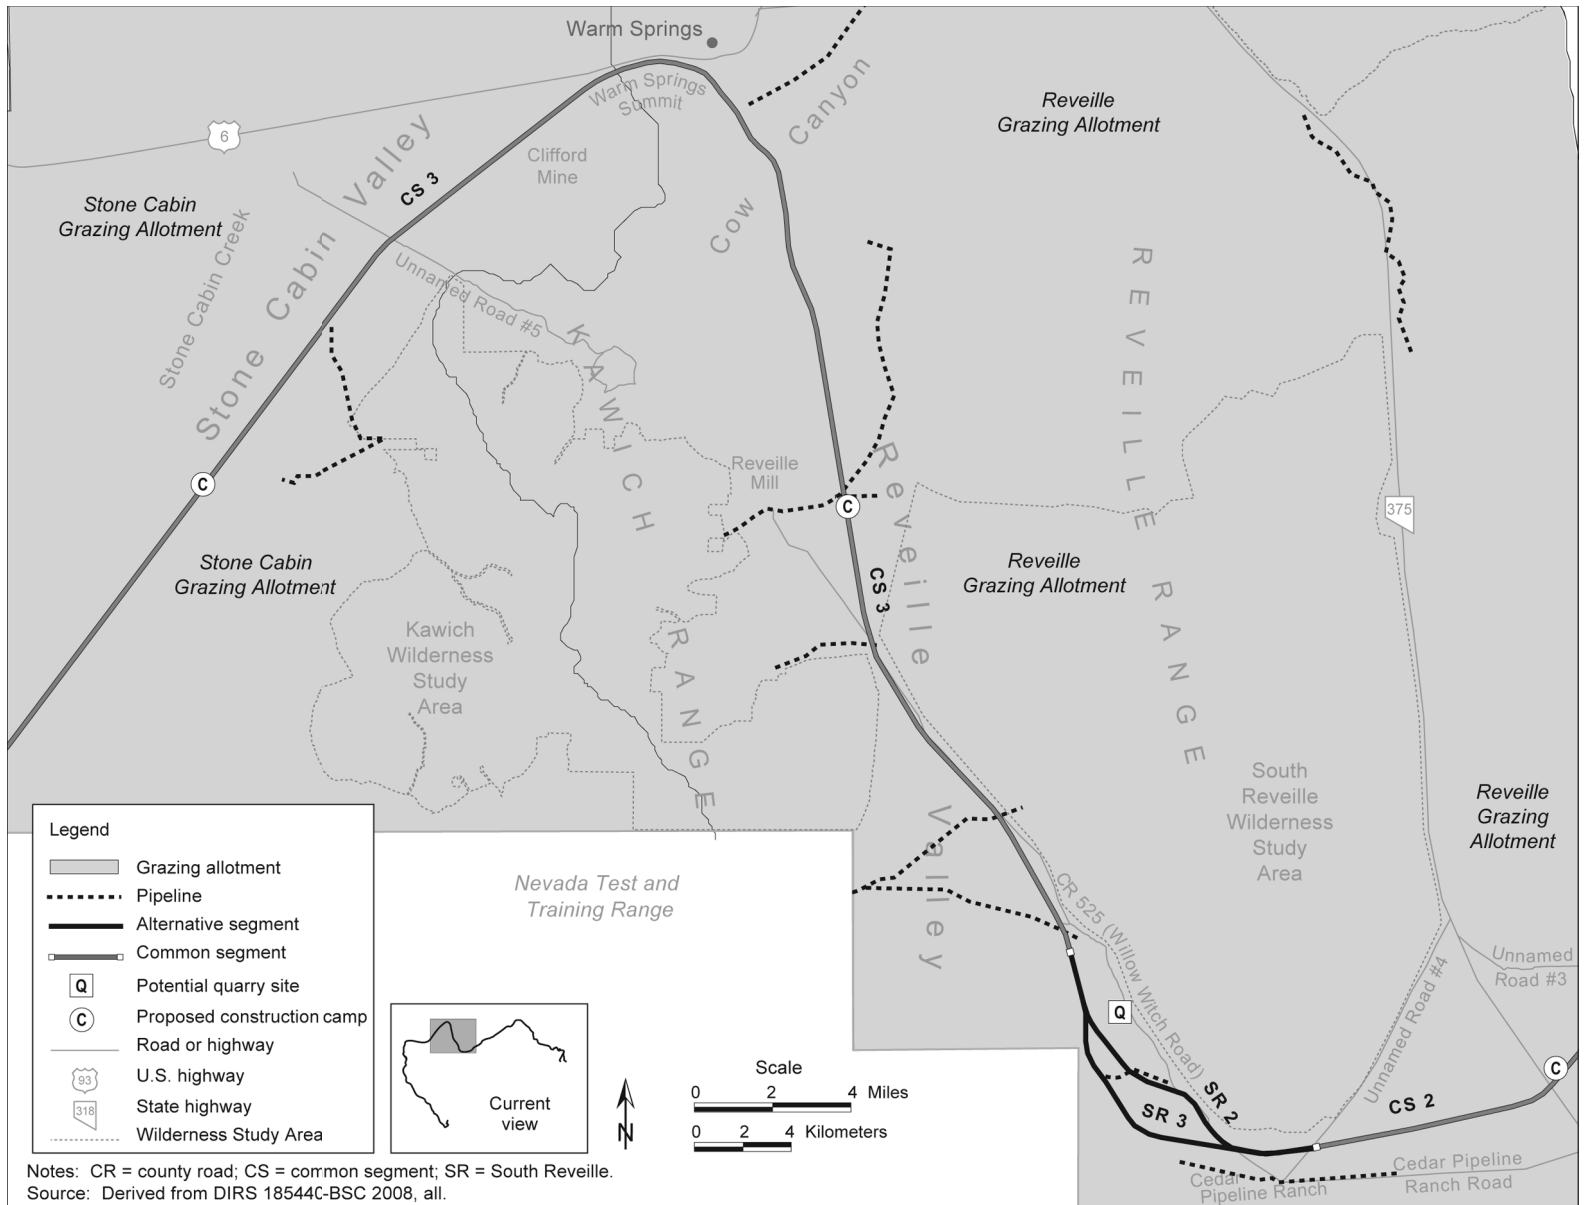 Warm Springs
Warm Springs
Summit
6
Canyon
Cow
Reveille
Grazing Allotment
Clifford
Mine
CS 3
Stone Cabin Valley
Stone Cabin
Grazing Allotment
Stone Cabin Creek
Unnamed Road #5
KAWICH RANGE
REVEILLE RANGE
Reveille
Mill
C
C
375
Reveille Valley
CS 3
Stone Cabin
Grazing Allotment
Reveille
Grazing Allotment
Kawich
Wilderness
Study
Area
South
Reveille
Wilderness
Study
Area
Reveille
Grazing
Allotment
Nevada Test and
Training Range
CR 525 (Willow Witch Road)
Unnamed
Road #3
Unnamed Road #4
Q
C
SR 2
SR 3
CS 2
Cedar
Pipeline Ranch
Cedar Pipeline
Ranch Road
Legend
Grazing allotment
Pipeline
Alternative segment
Common segment
Q Potential quarry site
C Proposed construction camp
Road or highway
93 U.S. highway
318 State highway
Wilderness Study Area
Current
view
N
Scale
0 2 4 Miles
0 2 4 Kilometers
Notes: CR = county road; CS = common segment; SR = South Reveille.
Source: Derived from DIRS 185440-BSC 2008, all.